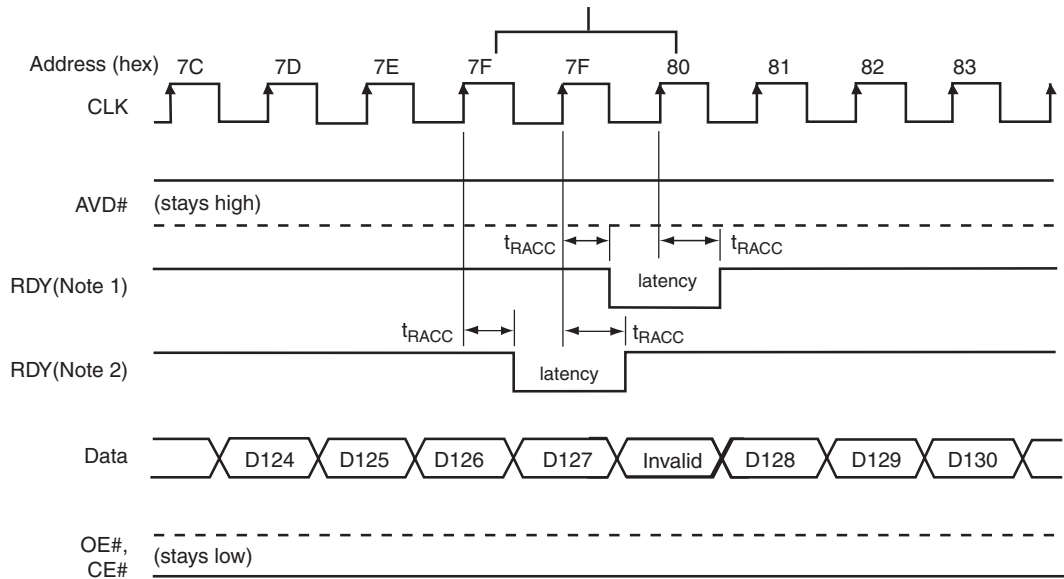 Address (hex) 7C 7D 7E 7F 7F 80 81 82 83
CLK
AVD# (stays high)
tRACC tRACC
RDY(Note 1) latency
tRACC tRACC
RDY(Note 2) latency
Data D124 D125 D126 D127 Invalid D128 D129 D130
OE#,
CE# (stays low)